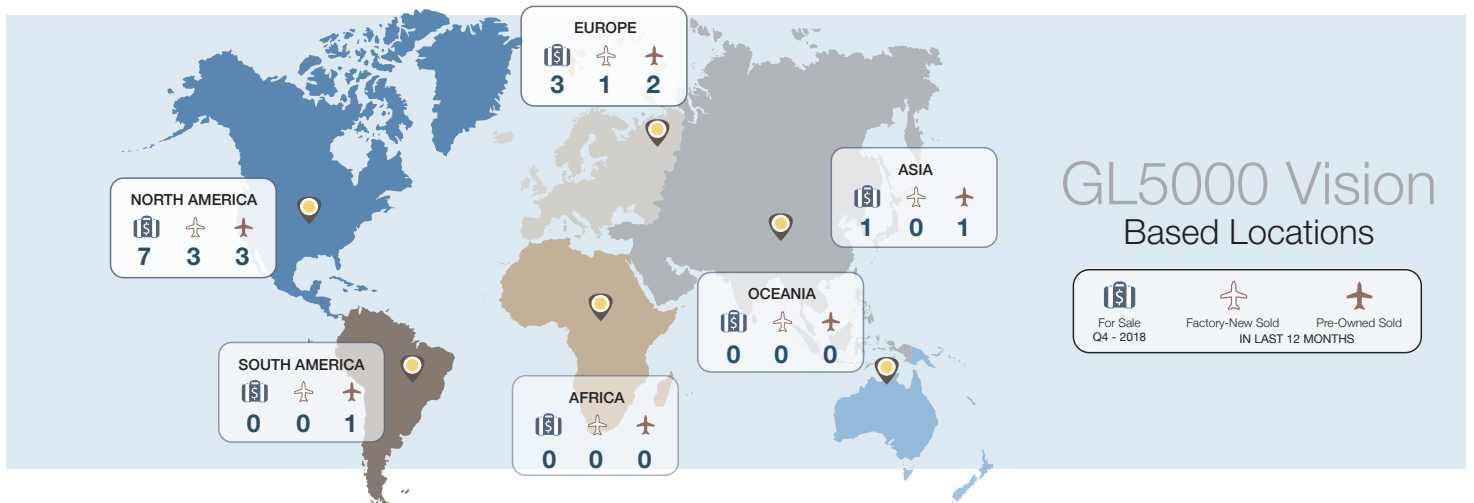 EUROPE
3 1 2
NORTH AMERICA
7 3 3
ASIA
1 0 1
OCEANIA
0 0 0
SOUTH AMERICA
0 0 1
AFRICA
0 0 0
GL5000 Vision
Based Locations
$
For Sale
Q4 - 2018
Factory-New Sold
Pre-Owned Sold
IN LAST 12 MONTHS